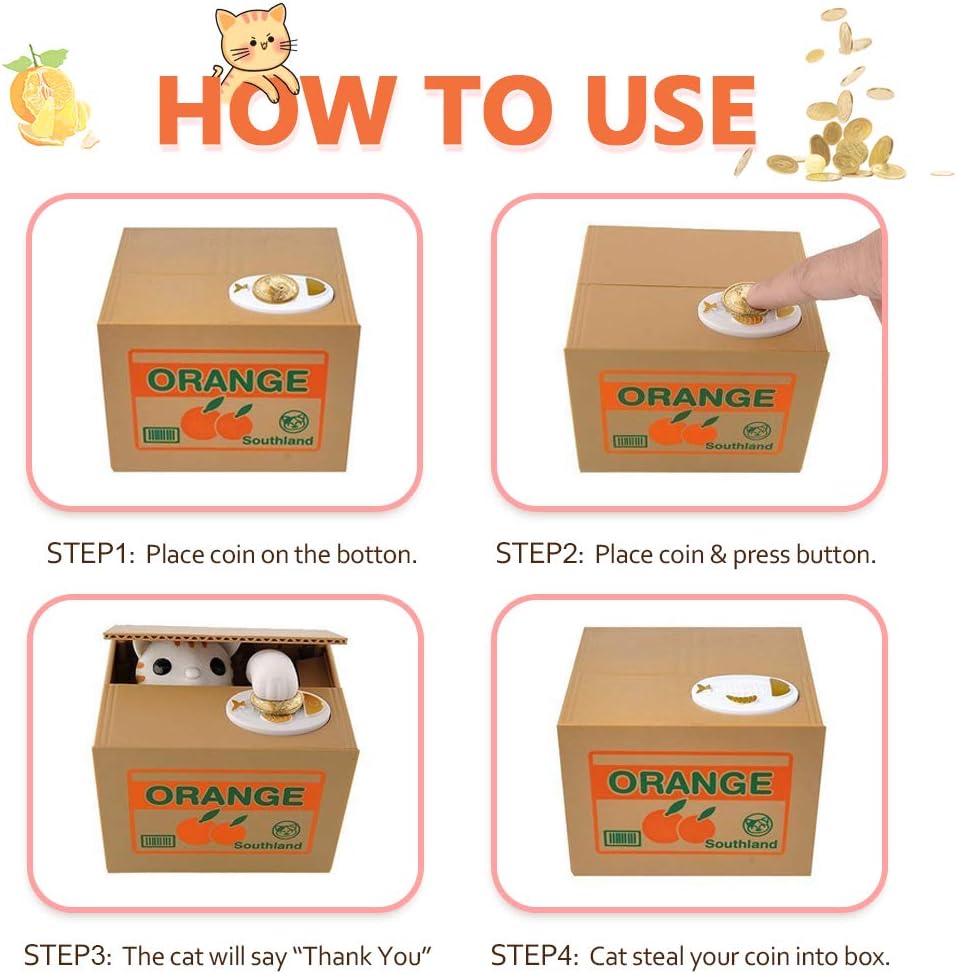 HOW TO USE
ORANGE
Southland
ORANGE
Southland
STEP1: Place coin on the botton.
STEP2: Place coin & press button.
ORANGE
Southland
ORANGE
Southland
STEP3: The cat will say “Thank You”
STEP4: Cat steal your coin into box.